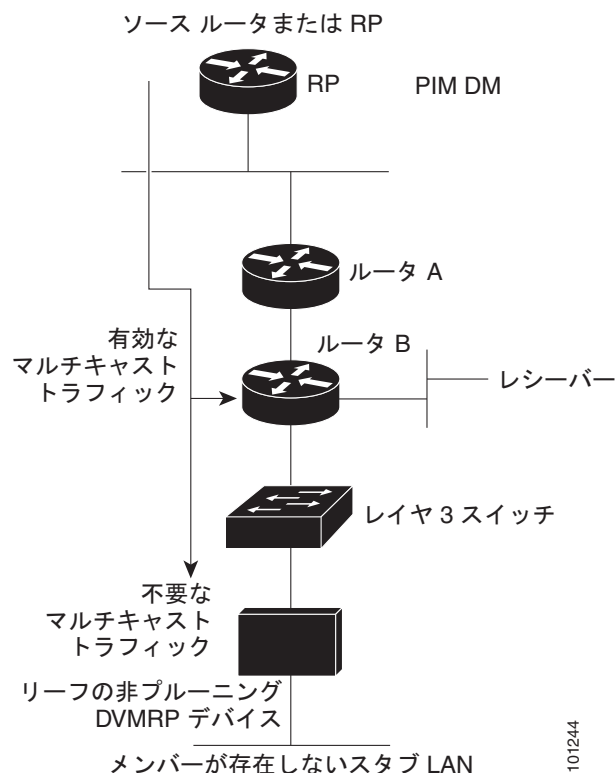 ソース ルータまたは RP
RP
PIM DM
ルータ A
有効な
マルチキャスト
トラフィック
ルータ B
レシーバー
レイヤ 3 スイッチ
不要な
マルチキャスト
トラフィック
リーフの非プルーニング
DVMRP デバイス
メンバーが存在しないスタブ LAN
101244